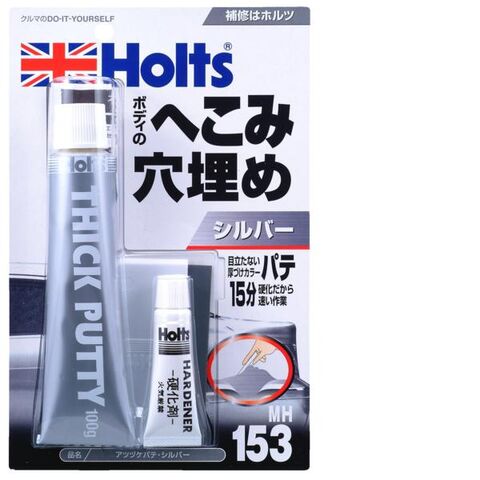 クルマのDO-IT-YOURSELF
補修はホルツ
Holts®
ボディの
へこみ
穴埋め
シルバー
目立たない
厚づけカラー
パテ
15分
硬化だから
速い作業
Holts
THICK PUTTY
100g
Holts
HARDENER
-硬化剤-
火気厳禁
MH
153
品名
アツヅケパテ・シルバー